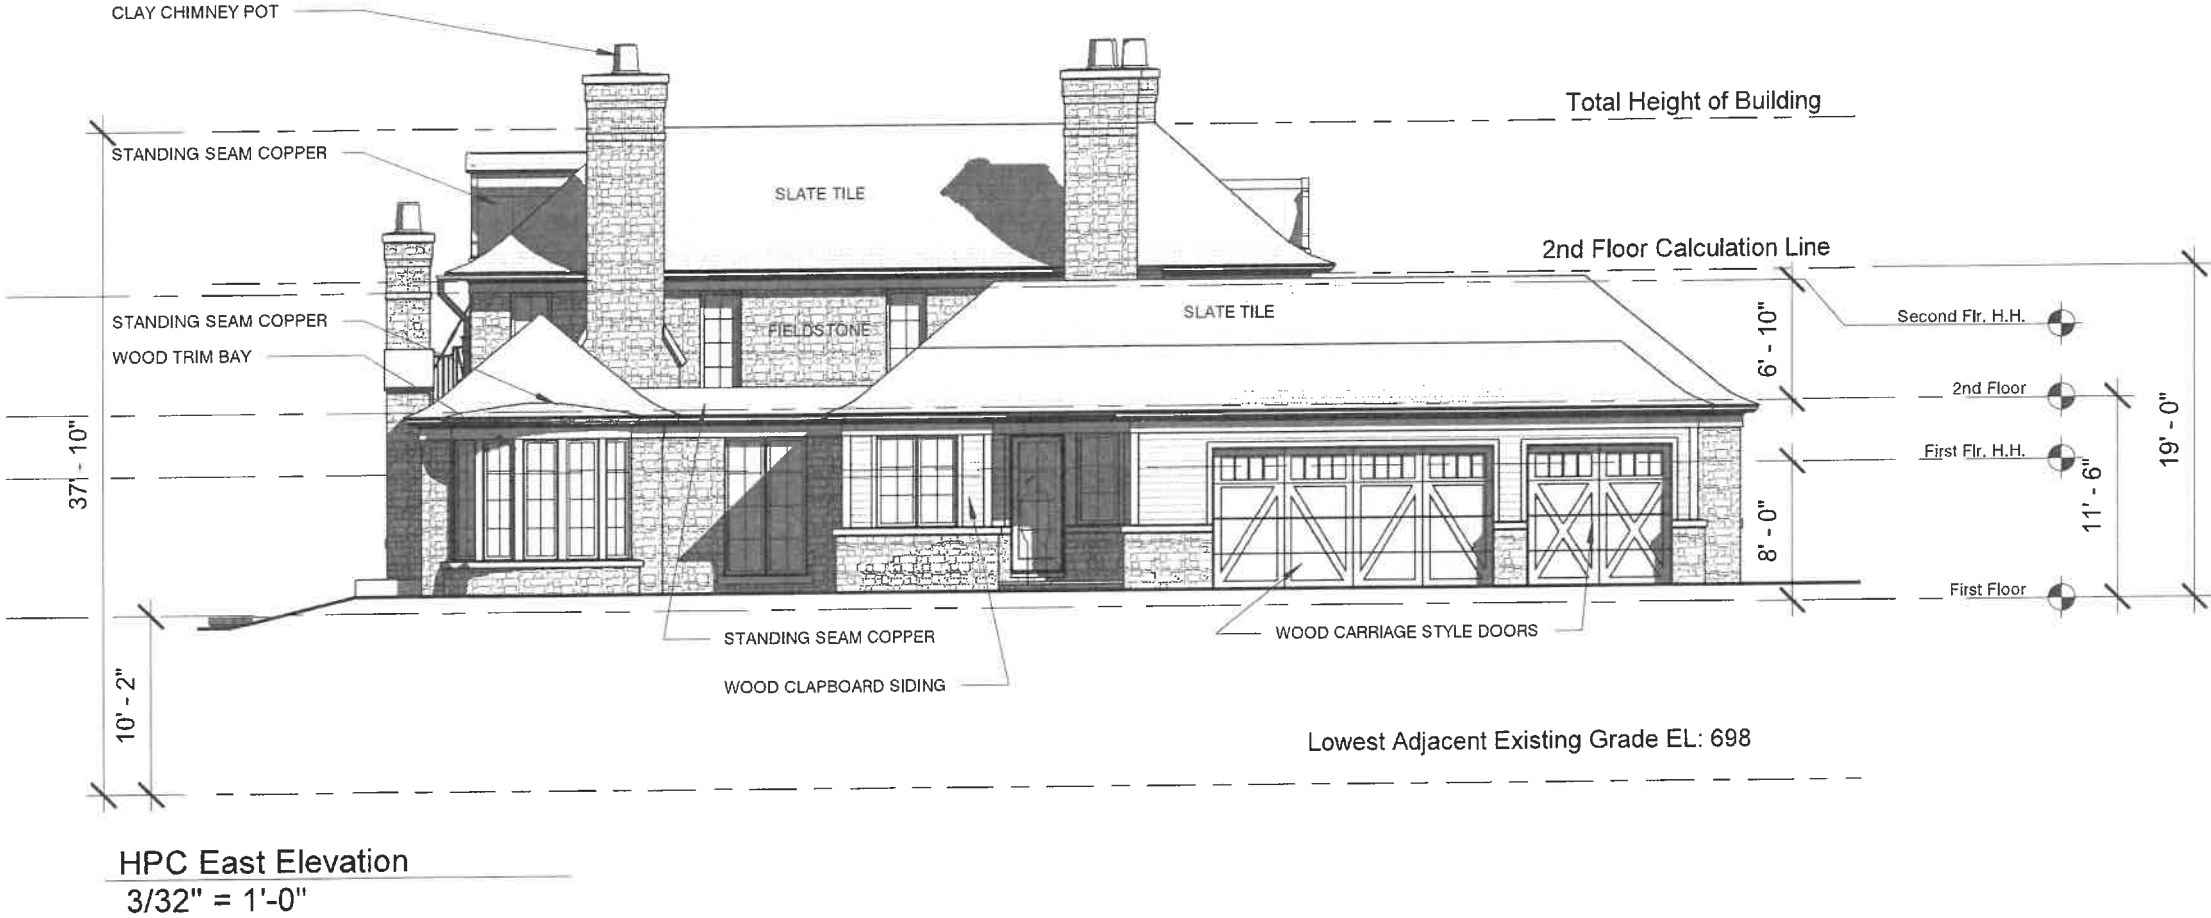 CLAY CHIMNEY POT
Total Height of Building
STANDING SEAM COPPER
SLATE TILE
2nd Floor Calculation Line
SLATE TILE
Second Flr. H.H.
STANDING SEAM COPPER
FIELDSTONE
WOOD TRIM BAY
6' - 10"
2nd Floor
19' - 0"
37' - 10"
First Flr. H.H.
11' - 6"
8' - 0"
First Floor
STANDING SEAM COPPER
WOOD CARRIAGE STYLE DOORS
WOOD CLAPBOARD SIDING
10' - 2"
Lowest Adjacent Existing Grade EL: 698
HPC East Elevation
3/32" = 1'-0"